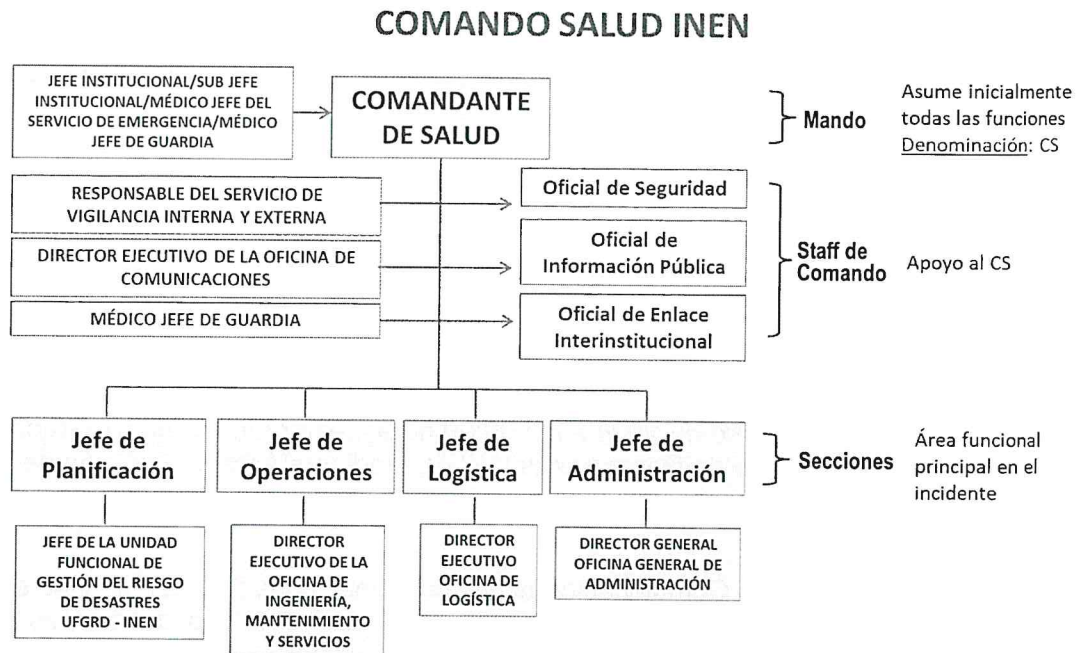 COMANDO SALUD INEN
JEFE INSTITUCIONAL/SUB JEFE
INSTITUCIONAL/MÉDICO JEFE DEL
SERVICIO DE EMERGENCIA/MÉDICO
JEFE DE GUARDIA
COMANDANTE
DE SALUD
Mando
Asume inicialmente
todas las funciones
Denominación: CS
RESPONSABLE DEL SERVICIO DE
VIGILANCIA INTERNA Y EXTERNA
Oficial de Seguridad
DIRECTOR EJECUTIVO DE LA OFICINA DE
COMUNICACIONES
Oficial de
Información Pública
MÉDICO JEFE DE GUARDIA
Oficial de Enlace
Interinstitucional
Staff de
Comando
Apoyo al CS
Jefe de
Planificación
Jefe de
Operaciones
Jefe de
Logística
Jefe de
Administración
Secciones
Área funcional
principal en el
incidente
JEFE DE LA UNIDAD
FUNCIONAL DE
GESTIÓN DEL RIESGO
DE DESASTRES
UFGRD - INEN
DIRECTOR
EJECUTIVO DE LA
OFICINA DE
INGENIERÍA,
MANTENIMIENTO
Y SERVICIOS
DIRECTOR
EJECUTIVO
OFICINA DE
LOGÍSTICA
DIRECTOR GENERAL
OFICINA GENERAL DE
ADMINISTRACIÓN